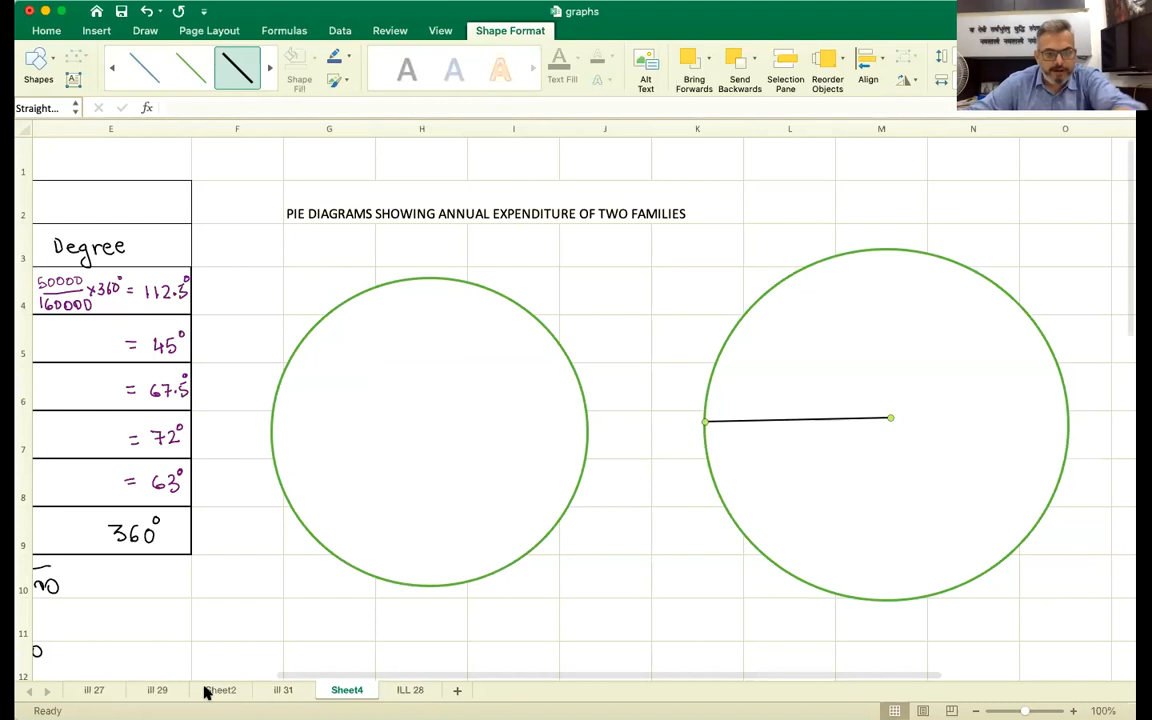 graphs
Home Insert Draw Page Layout Formulas Data Review View Shape Format
Shapes
Shape Fill
A A A
Text Fill
Alt Text
Bring Forwards
Send Backwards
Selection Pane
Reorder Objects
Align
Straight...
fx
E F G H I J K L M N O
1
2 PIE DIAGRAMS SHOWING ANNUAL EXPENDITURE OF TWO FAMILIES
3 Degree
4 50000/160000 ×360° = 112.5°
5 = 45°
6 = 67.5°
7 = 72°
8 = 63°
9 360°
10
11
12
ill 27 ill 29 Sheet2 ill 31 Sheet4 ILL 28 +
Ready
100%